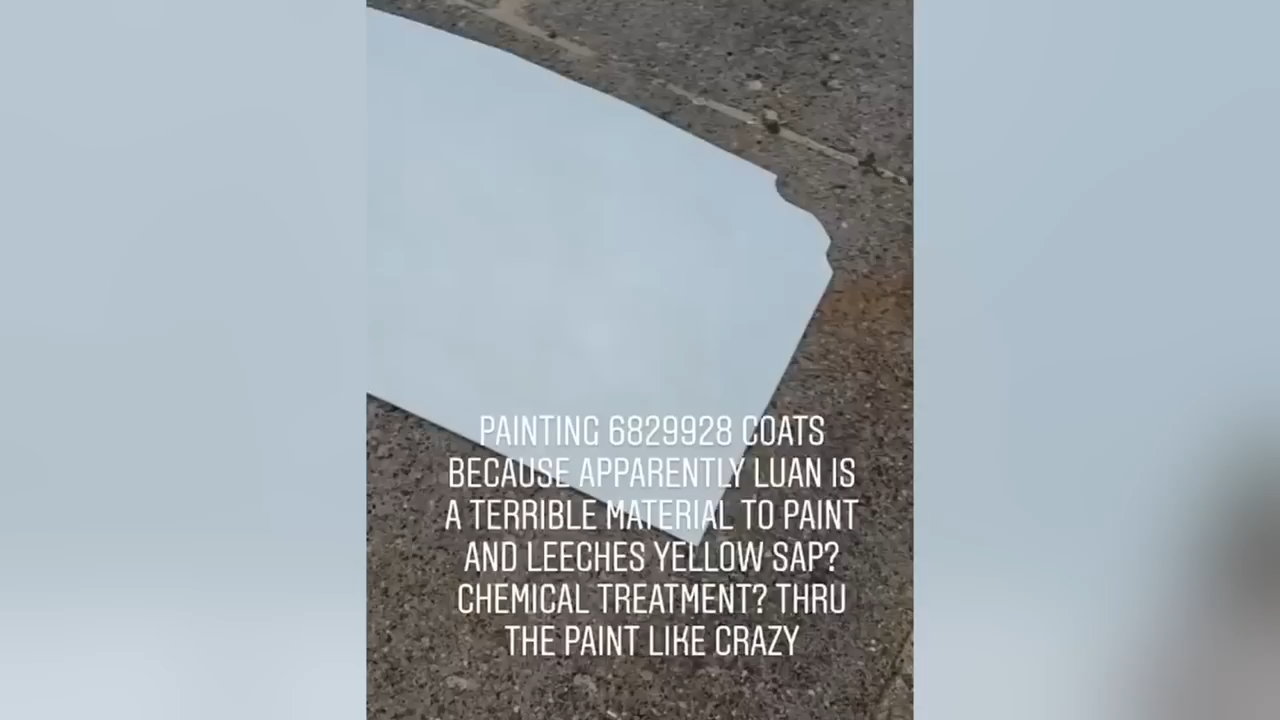 PAINTING 6829928 COATS
BECAUSE APPARENTLY LUAN IS
A TERRIBLE MATERIAL TO PAINT
AND LEECHES YELLOW SAP?
CHEMICAL TREATMENT? THRU
THE PAINT LIKE CRAZY